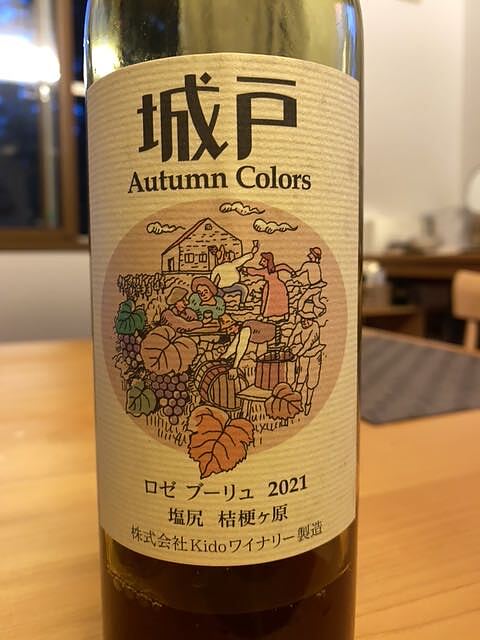 城戸
Autumn Colors
ロゼ ブーリュ 2021
塩尻 桔梗ヶ原
株式会社Kidoワイナリー製造